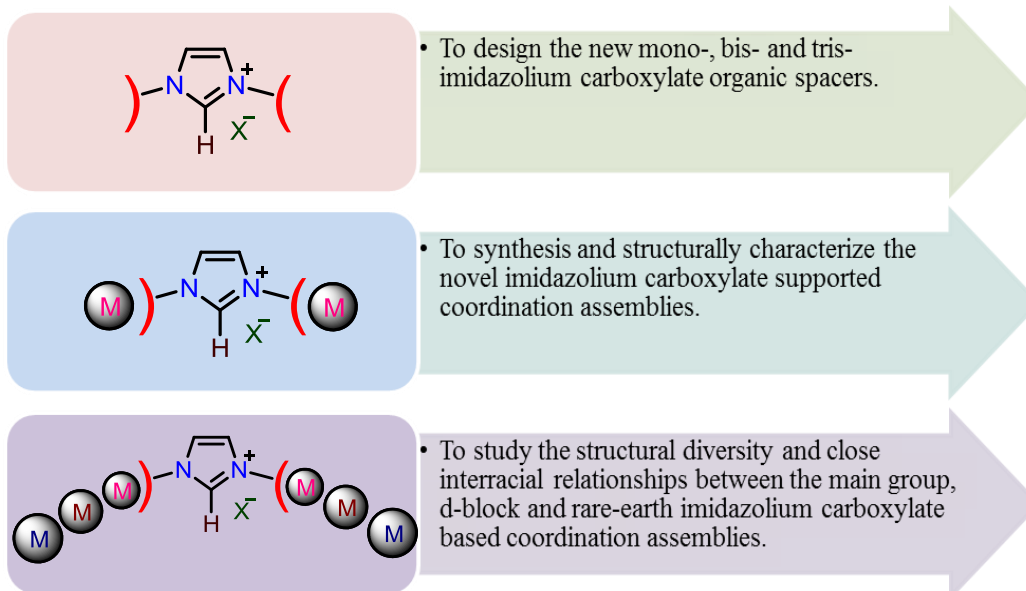 N N +
H X−
• To design the new mono-, bis- and tris-
imidazolium carboxylate organic spacers.
M N N + M
H X−
• To synthesis and structurally characterize the
novel imidazolium carboxylate supported
coordination assemblies.
M M M N N + M M M
H X−
• To study the structural diversity and close
interracial relationships between the main group,
d-block and rare-earth imidazolium carboxylate
based coordination assemblies.